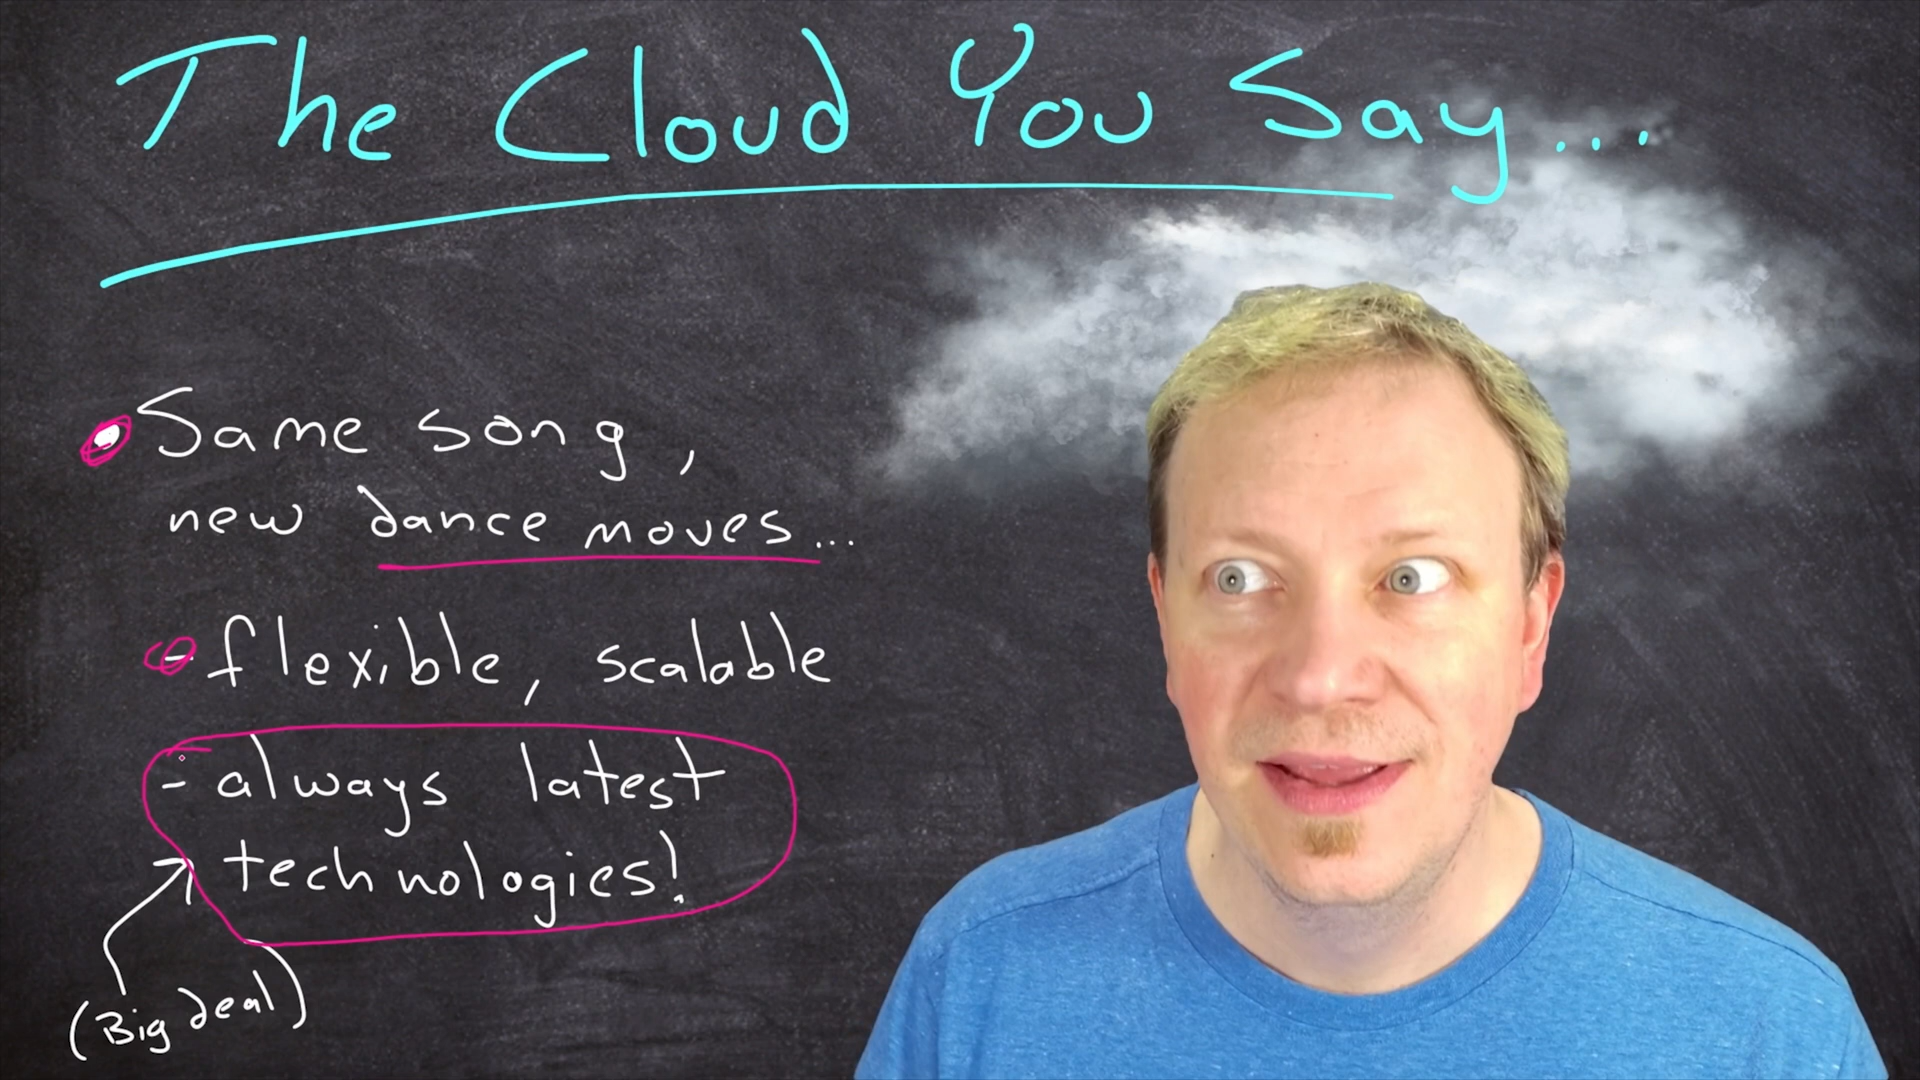 The Cloud You Say...
• Same song,
new dance moves...
- flexible, scalable
- always latest
technologies!
(Big deal)